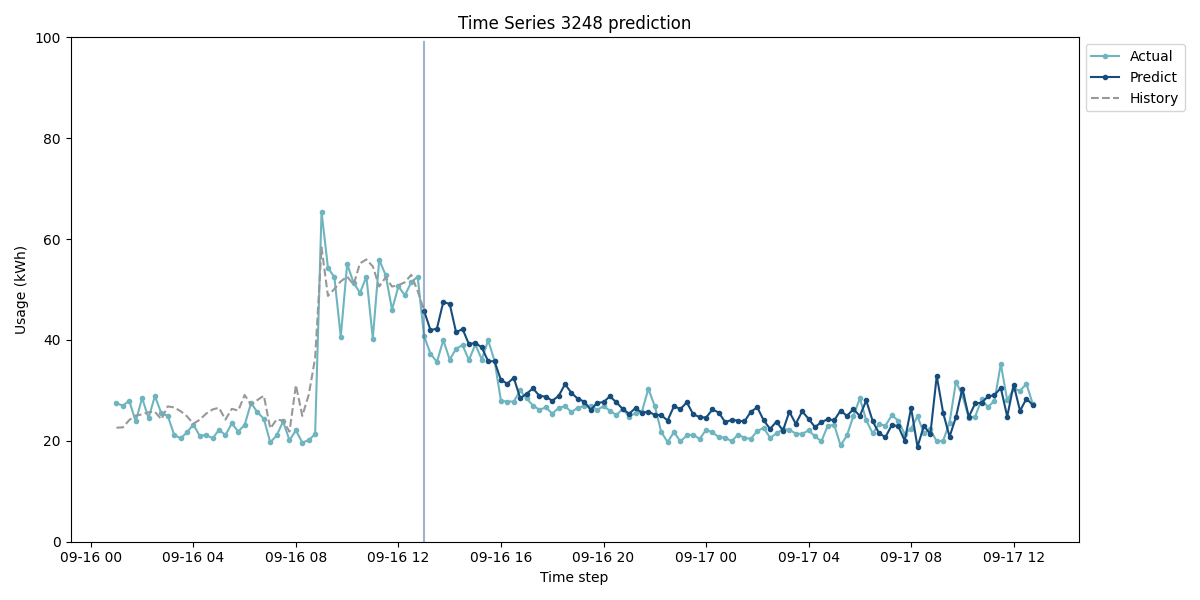 Time Series 3248 prediction
100
80
60
40
20
0
Usage (kWh)
09-16 00
09-16 04
09-16 08
09-16 12
09-16 16
09-16 20
09-17 00
09-17 04
09-17 08
09-17 12
Time step
Actual
Predict
History